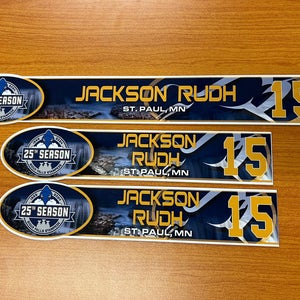 SEASON
JACKSON RUDH
ST. PAUL, MN
15
25TH SEASON
JACKSON
RUDH
ST. PAUL, MN
15
25TH SEASON
JACKSON
RUDH
ST. PAUL, MN
15